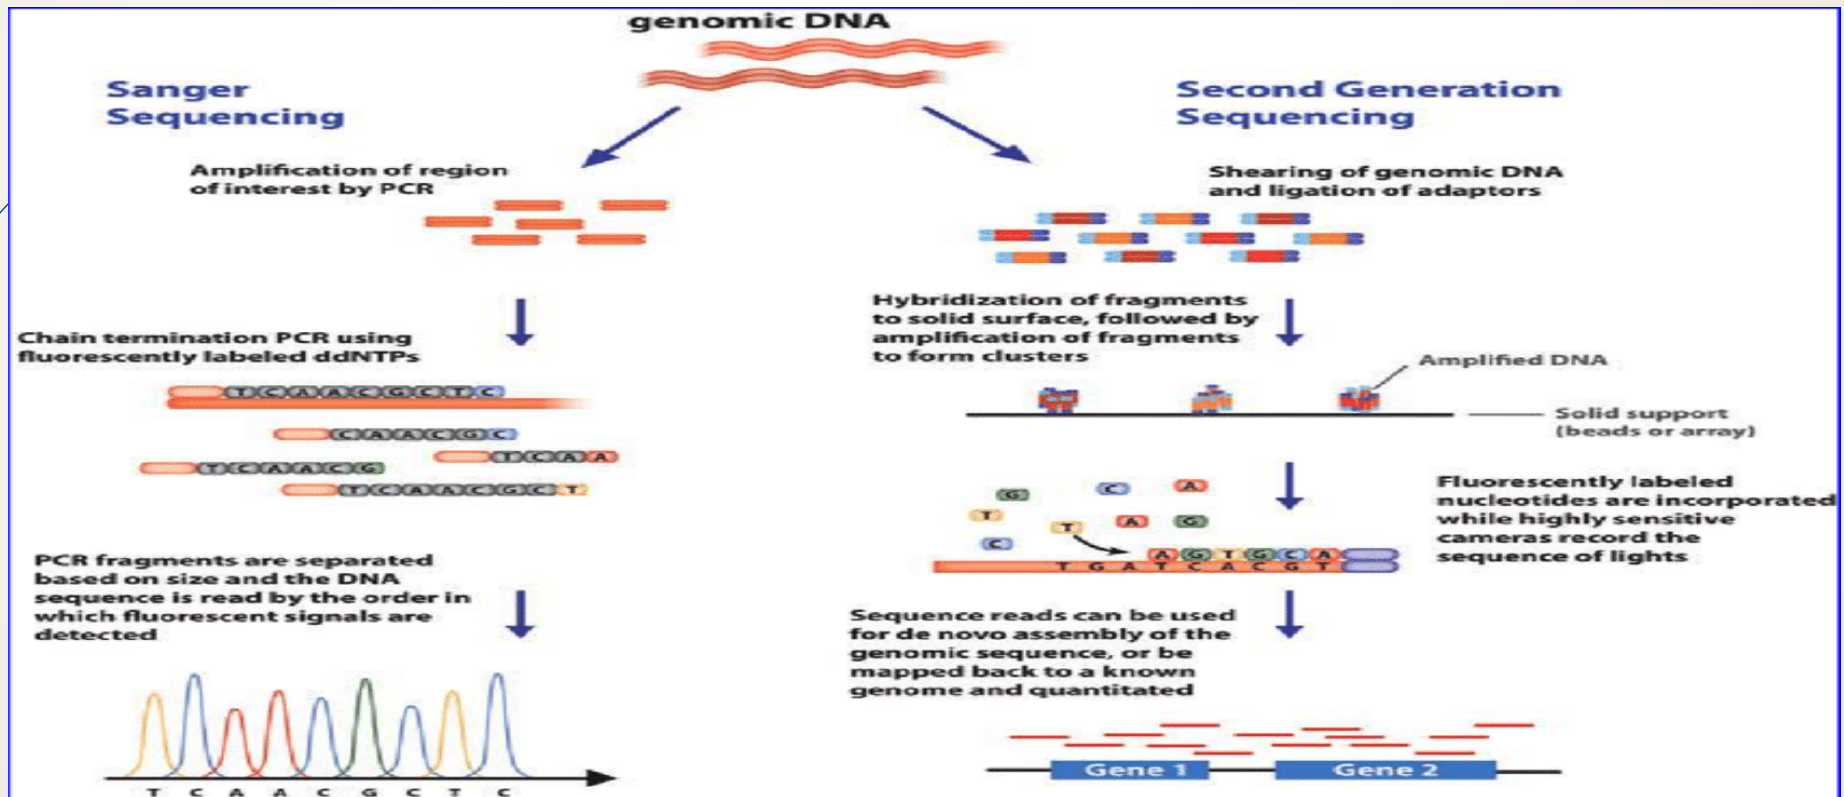 genomic DNA
Sanger
Sequencing
Amplification of region
of interest by PCR
Chain termination PCR using
fluorescently labeled ddNTPs
T C A A C G C T C
C A A C G C
T C A A
T C A A C G
T C A A C G C T
PCR fragments are separated
based on size and the DNA
sequence is read by the order in
which fluorescent signals are
detected
T C A A C G C T C
Second Generation
Sequencing
Shearing of genomic DNA
and ligation of adaptors
Hybridization of fragments
to solid surface, followed by
amplification of fragments
to form clusters
Amplified DNA
Solid support
(beads or array)
Fluorescently labeled
nucleotides are incorporated
while highly sensitive
cameras record the
sequence of lights
G C A
T T A G
C
A G T G C A
T G A T C A C G T
Sequence reads can be used
for de novo assembly of the
genomic sequence, or be
mapped back to a known
genome and quantitated
Gene 1 Gene 2